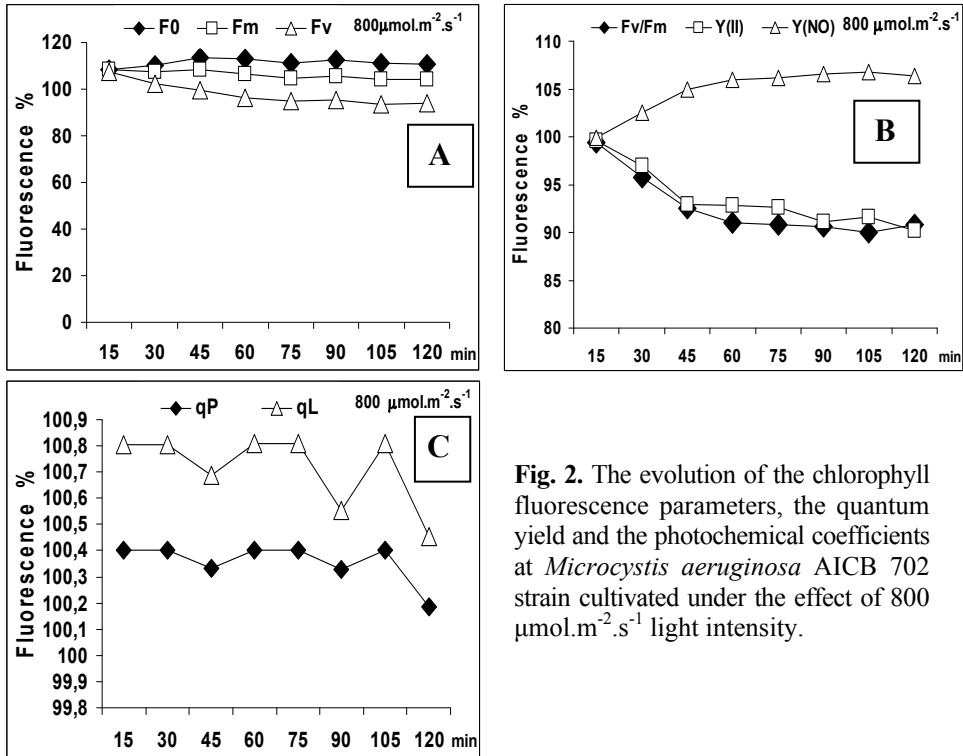 F0 Fm Fv 800µmol.m-2.s-1
Fluorescence %
120
100
80
60
40
20
0
A
15 30 45 60 75 90 105 120 min
Fv/Fm Y(II) Y(NO) 800 µmol.m-2.s-1
Fluorescence %
110
105
100
95
90
85
80
B
15 30 45 60 75 90 105 120 min
qP qL 800 µmol.m-2.s-1
Fluorescence %
100,9
100,8
100,7
100,6
100,5
100,4
100,3
100,2
100,1
100
99,9
99,8
C
15 30 45 60 75 90 105 120 min
Fig. 2. The evolution of the chlorophyll
fluorescence parameters, the quantum
yield and the photochemical coefficients
at Microcystis aeruginosa AICB 702
strain cultivated under the effect of 800
µmol.m-2.s-1 light intensity.